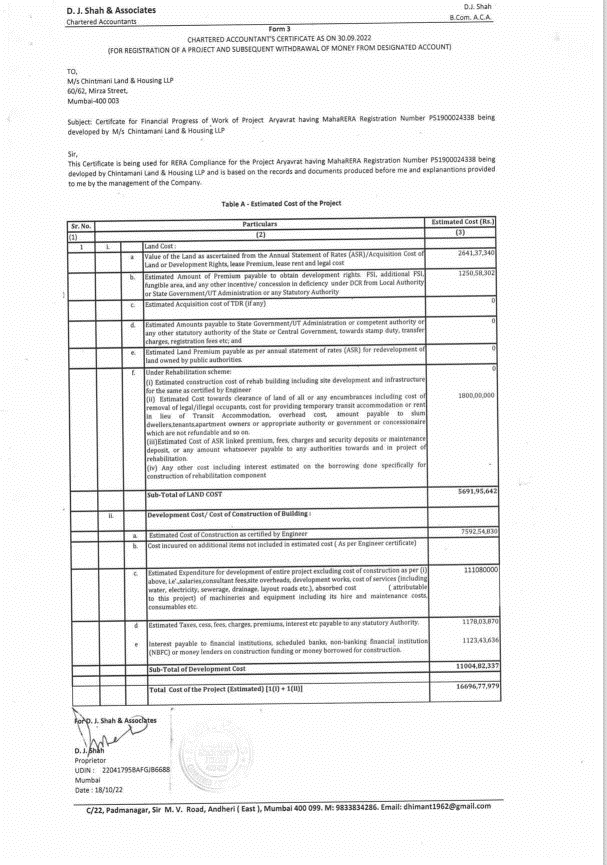 D. J. Shah & Associates
Chartered Accountants
D.J. Shah
B.Com. A.C.A.
Form 3
CHARTERED ACCOUNTANT'S CERTIFICATE AS ON 30.09.2022
(FOR REGISTRATION OF A PROJECT AND SUBSEQUENT WITHDRAWAL OF MONEY FROM DESIGNATED ACCOUNT)
TO,
M/s Chintmani Land & Housing LLP
60/62, Mirza Street,
Mumbai-400 003
Subject: Certifcate for Financial Progress of Work of Project Aryavrat having MahaRERA Registration Number P51900024338 being
developed by M/s Chintamani Land & Housing LLP
Sir,
This Certificate is being used for RERA Compliance for the Project Aryavrat having MahaRERA Registration Number P51900024338 being
devloped by Chintamani Land & Housing LLP and is based on the records and documents produced before me and explanantions provided
to me by the management of the Company.
Table A - Estimated Cost of the Project
Sr. No. Particulars Estimated Cost (Rs.)
(1) (2) (3)
1 i. Land Cost :
a Value of the Land as ascertained from the Annual Statement of Rates (ASR)/Acquisition Cost of 2641,37,340
Land or Development Rights, lease Premium, lease rent and legal cost
b. Estimated Amount of Premium payable to obtain development rights. FSI, additional FSI, 1250,58,302
fungible area, and any other incentive/ concession in deficiency under DCR from Local Authority
or State Government/UT Administration or any Statutory Authority
c. Estimated Acquisition cost of TDR (if any) 0
d. Estimated Amounts payable to State Government/UT Administration or competent authority or 0
any other statutory authority of the State or Central Government, towards stamp duty, transfer
charges, registration fees etc; and
e. Estimated Land Premium payable as per annual statement of rates (ASR) for redevelopment of 0
land owned by public authorities.
f. Under Rehabilitation scheme: 0
(i) Estimated construction cost of rehab building including site development and infrastructure
for the same as certified by Engineer
(ii) Estimated Cost towards clearance of land of all or any encumbrances including cost of 1800,00,000
removal of legal/illegal occupants, cost for providing temporary transit accommodation or rent
in lieu of Transit Accommodation, overhead cost, amount payable to slum
dwellers,tenants,apartment owners or appropriate authority or government or concessionaire
which are not refundable and so on.
(iii)Estimated Cost of ASR linked premium, fees, charges and security deposits or maintenance
deposit, or any amount whatsoever payable to any authorities towards and in project of
rehabilitation.
(iv) Any other cost including interest estimated on the borrowing done specifically for
construction of rehabilitation component
Sub-Total of LAND COST 5691,95,642
ii. Development Cost/ Cost of Construction of Building :
a. Estimated Cost of Construction as certified by Engineer 7592,54,830
b. Cost incuured on additional items not included in estimated cost ( As per Engineer certificate)
c. Estimated Expenditure for development of entire project excluding cost of construction as per (i) 111080000
above, i.e',salaries,consultant fees,site overheads, development works, cost of services (including
water, electricity, sewerage, drainage, layout roads etc.), absorbed cost ( attributable
to this project) of machineries and equipment including its hire and maintenance costs,
consumables etc.
d Estimated Taxes, cess, fees, charges, premiums, interest etc payable to any statutory Authority. 1178,03,870
e Interest payable to financial institutions, scheduled banks, non-banking financial institution 1123,43,636
(NBFC) or money lenders on construction funding or money borrowed for construction.
Sub-Total of Development Cost 11004,82,337
Total Cost of the Project (Estimated) [1(i) + 1(ii)] 16696,77,979
For D. J. Shah & Associates
D. J. Shah
Proprietor
UDIN : 220417958AFGJB6688
Mumbai
Date : 18/10/22
C/22, Padmanagar, Sir M. V. Road, Andheri ( East ), Mumbai 400 099. M: 9833834286. Email: dhimant1962@gmail.com